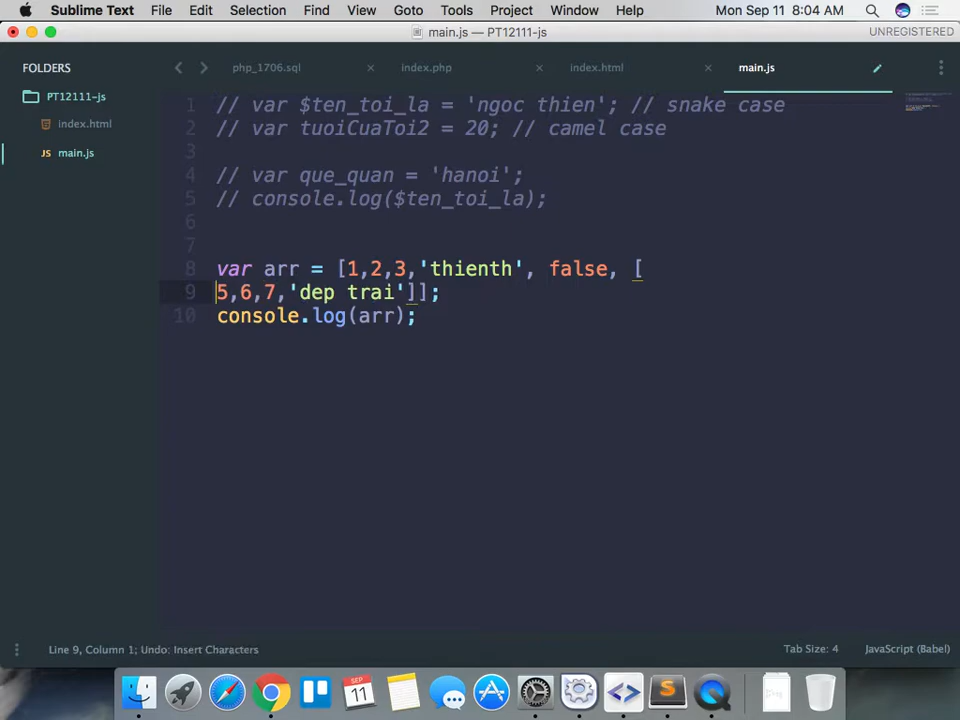 Sublime Text File Edit Selection Find View Goto Tools Project Window Help Mon Sep 11 8:04 AM
main.js — PT12111-js UNREGISTERED
FOLDERS
PT12111-js
index.html
JS main.js
php_1706.sql index.php index.html main.js
1 // var $ten_toi_la = 'ngoc thien'; // snake case
2 // var tuoiCuaToi2 = 20; // camel case
3
4 // var que_quan = 'hanoi';
5 // console.log($ten_toi_la);
6
7
8 var arr = [1,2,3,'thienth', false, [
9 5,6,7,'dep trai']];
10 console.log(arr);
Line 9, Column 1; Undo: Insert Characters Tab Size: 4 JavaScript (Babel)
SEP
11